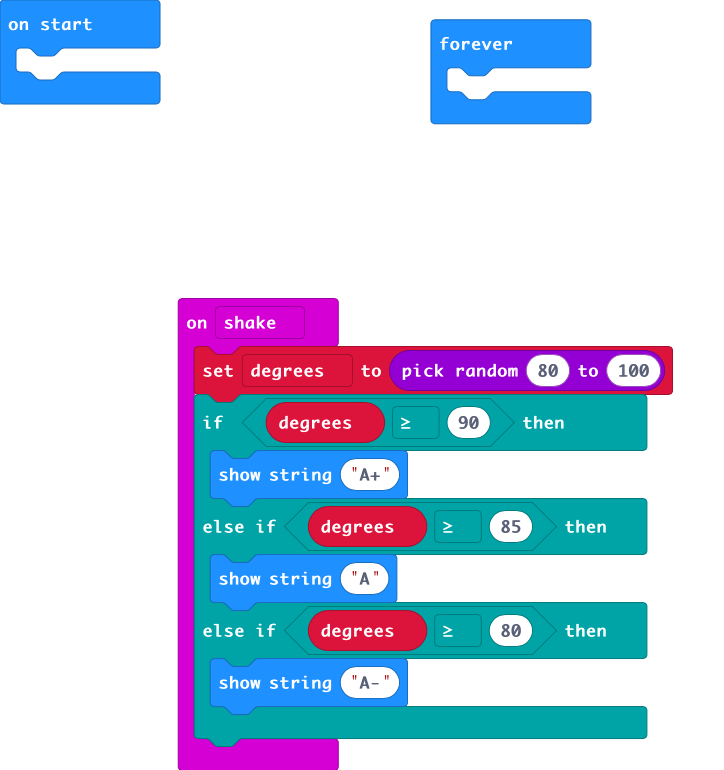 on start
forever
on shake
set degrees to pick random 80 to 100
if degrees ≥ 90 then
show string "A+"
else if degrees ≥ 85 then
show string "A"
else if degrees ≥ 80 then
show string "A-"